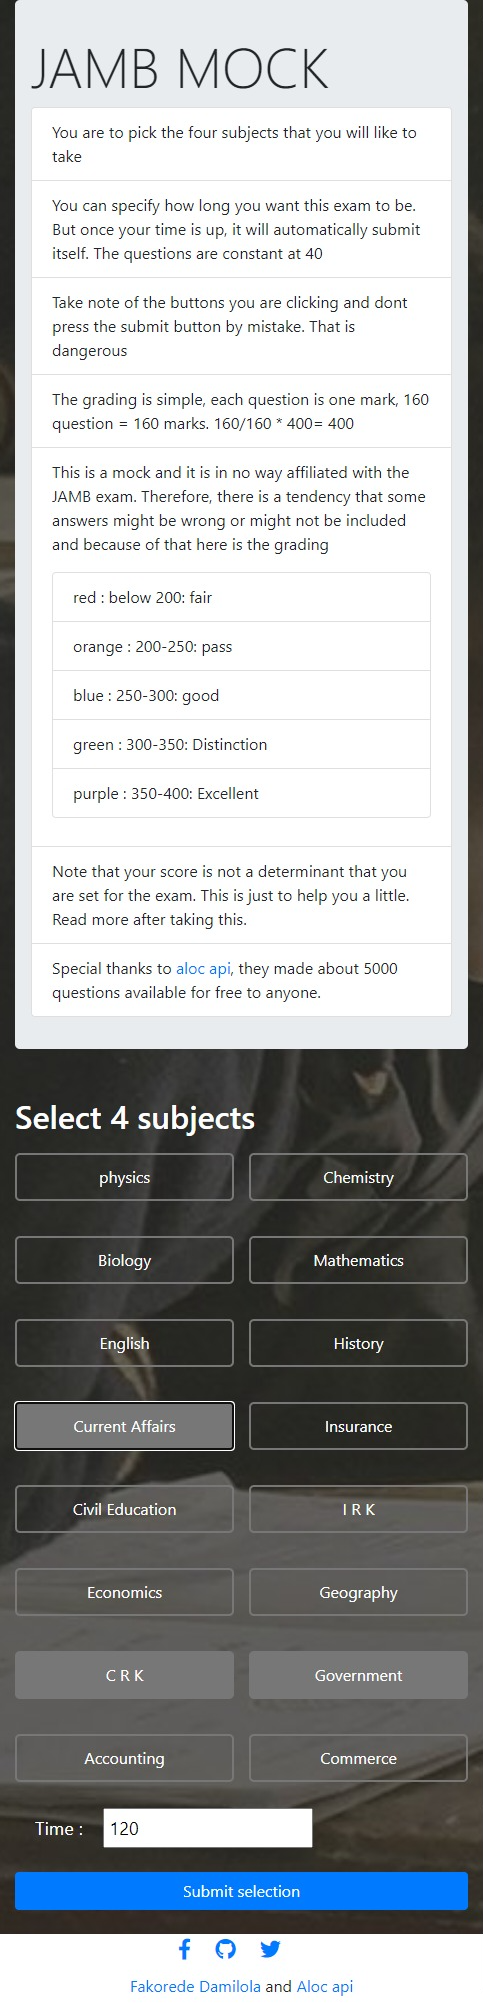 JAMB MOCK
You are to pick the four subjects that you will like to
take
You can specify how long you want this exam to be.
But once your time is up, it will automatically submit
itself. The questions are constant at 40
Take note of the buttons you are clicking and dont
press the submit button by mistake. That is
dangerous
The grading is simple, each question is one mark, 160
question = 160 marks. 160/160 * 400= 400
This is a mock and it is in no way affiliated with the
JAMB exam. Therefore, there is a tendency that some
answers might be wrong or might not be included
and because of that here is the grading
red : below 200: fair
orange : 200-250: pass
blue : 250-300: good
green : 300-350: Distinction
purple : 350-400: Excellent
Note that your score is not a determinant that you
are set for the exam. This is just to help you a little.
Read more after taking this.
Special thanks to aloc api, they made about 5000
questions available for free to anyone.
Select 4 subjects
physics Chemistry
Biology Mathematics
English History
Current Affairs Insurance
Civil Education I R K
Economics Geography
C R K Government
Accounting Commerce
Time : 120
Submit selection
Fakorede Damilola and Aloc api